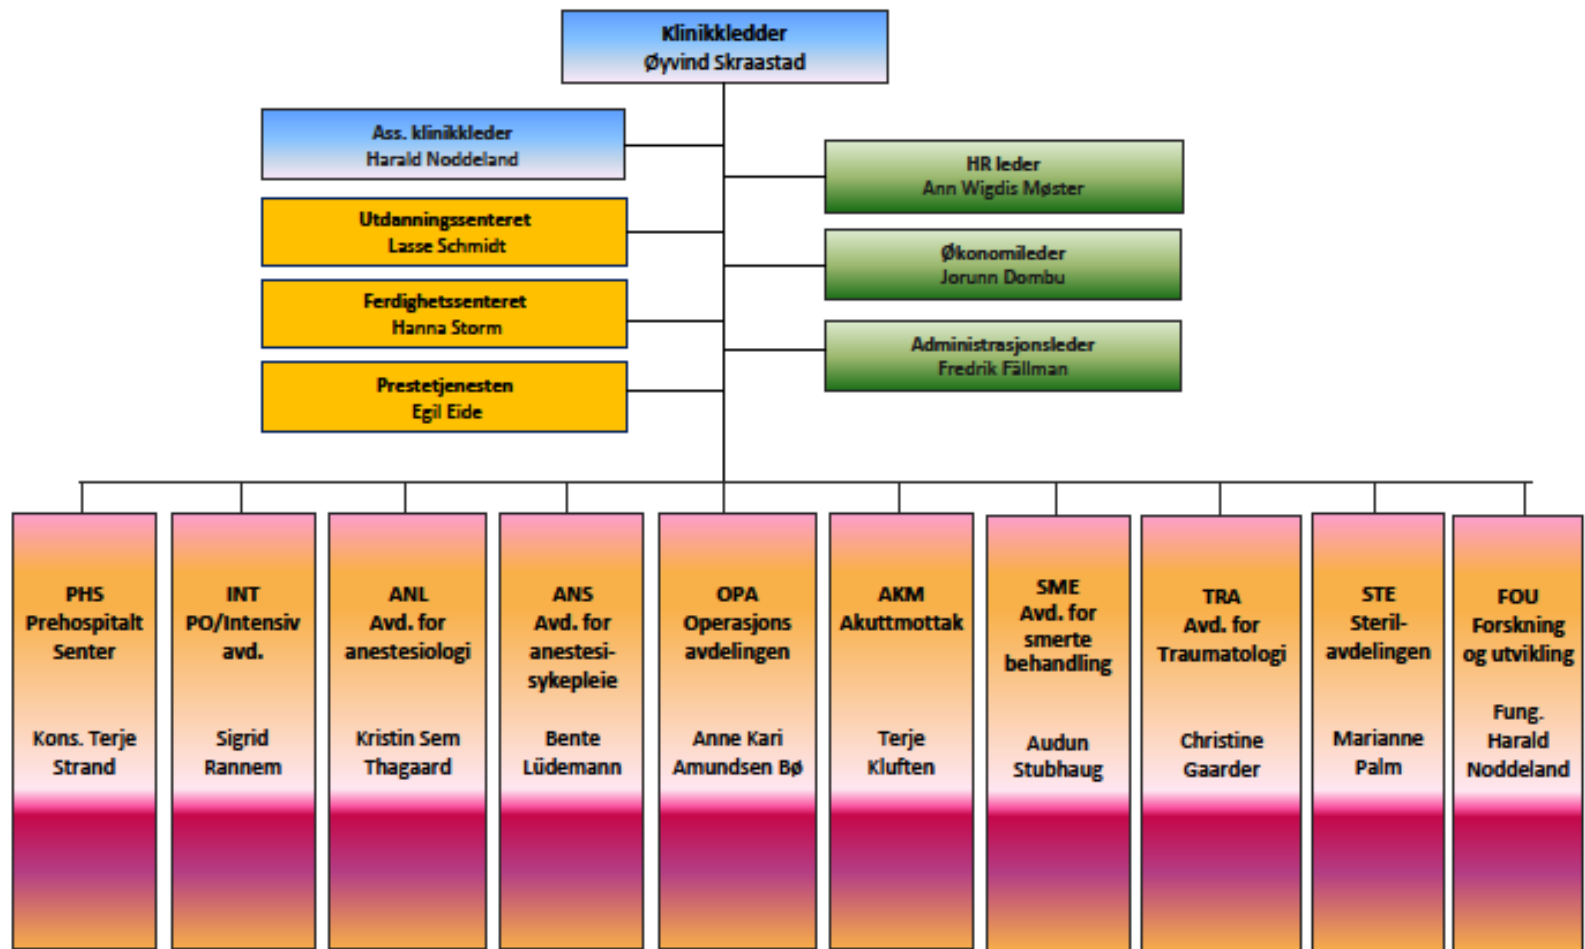 Klinikkledder
Øyvind Skraastad
Ass. klinikkleder
Harald Noddeland
HR leder
Ann Wigdis Møster
Utdanningssenteret
Lasse Schmidt
Økonomileder
Jorunn Dombu
Ferdighetssenteret
Hanna Storm
Administrasjonsleder
Fredrik Fällman
Prestetjenesten
Egil Eide
PHS
Prehospitalt
Senter
Kons. Terje
Strand
INT
PO/Intensiv
avd.
Sigrid
Rannem
ANL
Avd. for
anestesiologi
Kristin Sem
Thagaard
ANS
Avd. for
anestesi-
sykepleie
Bente
Lüdemann
OPA
Operasjons
avdelingen
Anne Kari
Amundsen Bø
AKM
Akuttmottak
Terje
Kluften
SME
Avd. for
smerte
behandling
Audun
Stubhaug
TRA
Avd. for
Traumatologi
Christine
Gaarder
STE
Steril-
avdelingen
Marianne
Palm
FOU
Forskning
og utvikling
Fung.
Harald
Noddeland